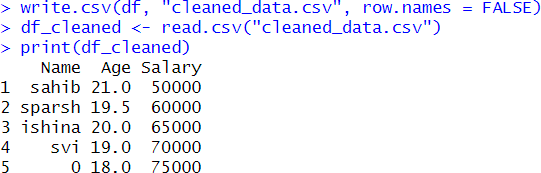 > write.csv(df, "cleaned_data.csv", row.names = FALSE)
> df_cleaned <- read.csv("cleaned_data.csv")
> print(df_cleaned)
    Name  Age Salary
1  sahib 21.0  50000
2 sparsh 19.5  60000
3 ishina 20.0  65000
4    svi 19.0  70000
5      0 18.0  75000